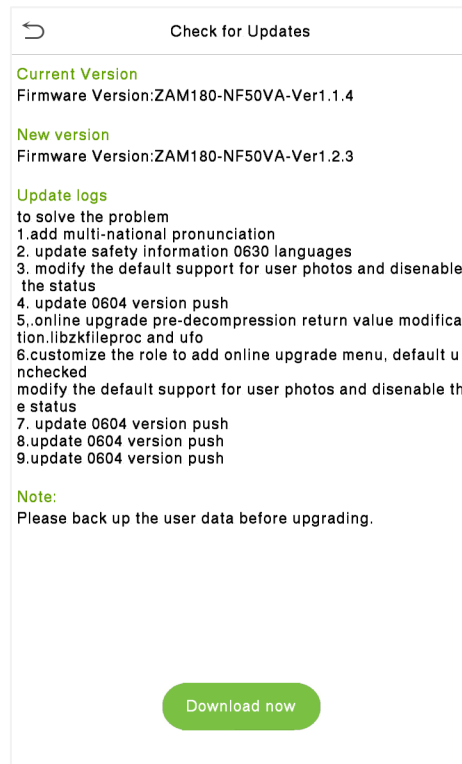 Check for Updates
Current Version
Firmware Version:ZAM180-NF50VA-Ver1.1.4
New version
Firmware Version:ZAM180-NF50VA-Ver1.2.3
Update logs
to solve the problem
1.add multi-national pronunciation
2. update safety information 0630 languages
3. modify the default support for user photos and disenable
the status
4. update 0604 version push
5,.online upgrade pre-decompression return value modifica
tion.libzkfileproc and ufo
6.customize the role to add online upgrade menu, default u
nchecked
modify the default support for user photos and disenable th
e status
7. update 0604 version push
8.update 0604 version push
9.update 0604 version push
Note:
Please back up the user data before upgrading.
Download now